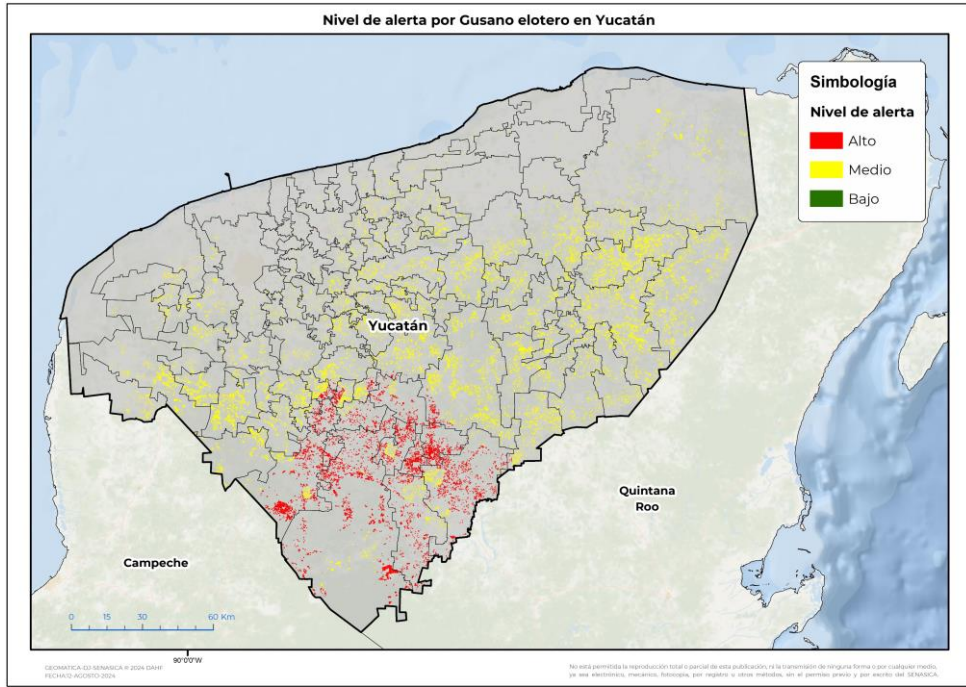 Nivel de alerta por Gusano elotero en Yucatán
Simbología
Nivel de alerta
Alto
Medio
Bajo
Yucatán
Quintana
Roo
Campeche
0 15 30 60 Km
90°0'0"W
GEOMATICA-DJ-SENASICA © 2024 DAHF
FECHA:12-AGOSTO-2024
No está permitida la reproducción total o parcial de esta publicación, ni la transmisión de ninguna forma o por cualquier medio,
ya sea electrónico, mecánico, fotocopia, por registro o otros métodos, sin el permiso previo y por escrito del SENASICA.